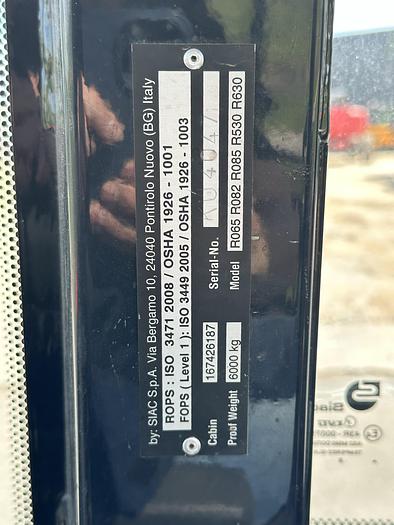 by: SIAC S.p.A. Via Bergamo 10, 24040 Pontirolo Nuovo (BG) Italy
ROPS : ISO 3471 2008 / OSHA 1926 - 1001
FOPS ( Level 1 ): ISO 3449 2005 / OSHA 1926 - 1003
Cabin 167426187 Serial-No. K04047
Proof Weight 6000 kg Model R065 R082 R085 R530 R630